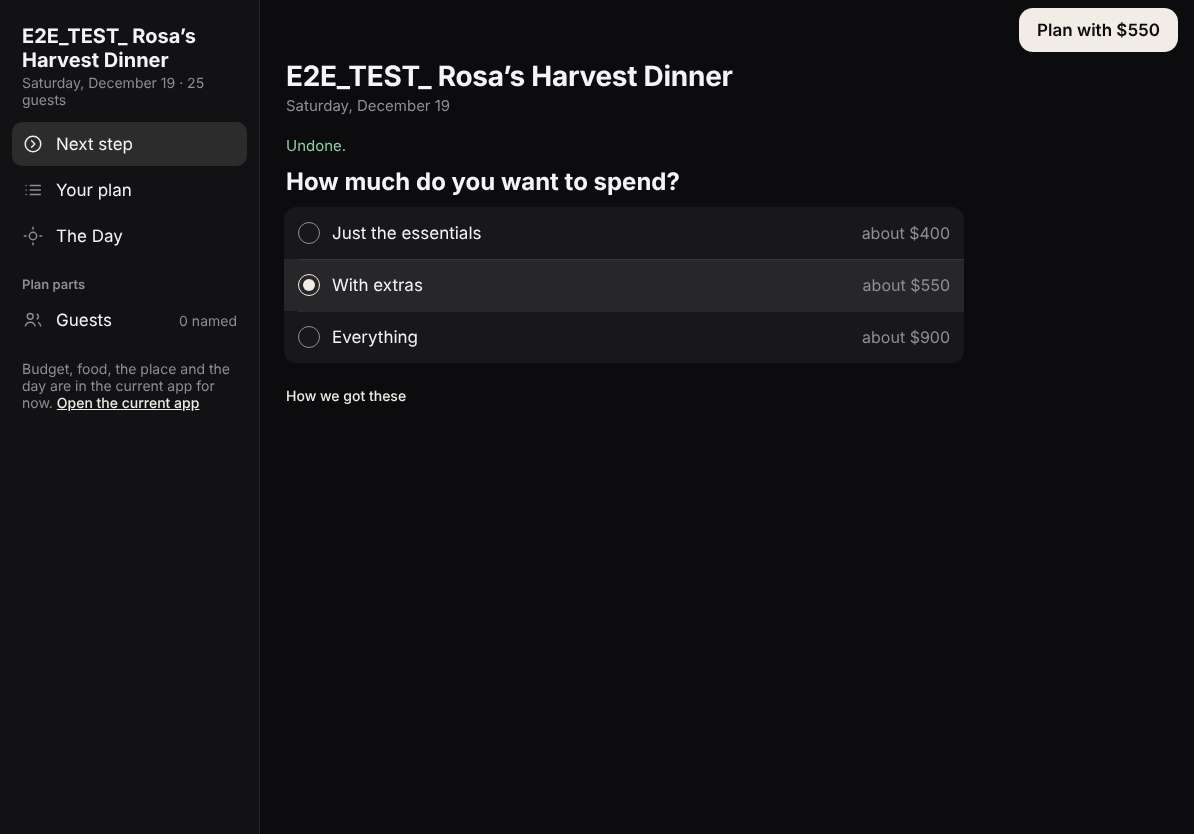 E2E_TEST_ Rosa’s
Harvest Dinner
Saturday, December 19 · 25
guests
Next step
Your plan
The Day
Plan parts
Guests 0 named
Budget, food, the place and the
day are in the current app for
now. Open the current app
Plan with $550
E2E_TEST_ Rosa’s Harvest Dinner
Saturday, December 19
Undone.
How much do you want to spend?
Just the essentials about $400
With extras about $550
Everything about $900
How we got these